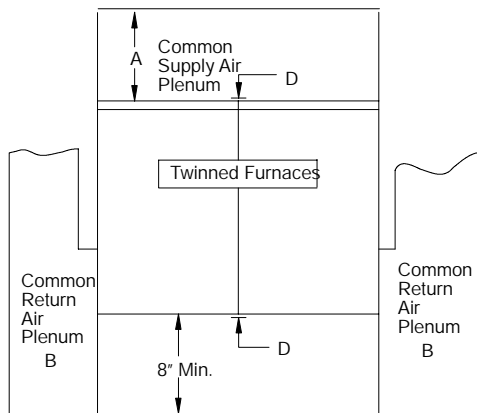 A
Common
Supply Air
Plenum
D
Twinned Furnaces
Common
Return
Air
Plenum
B
Common
Return
Air
Plenum
B
8" Min.
D